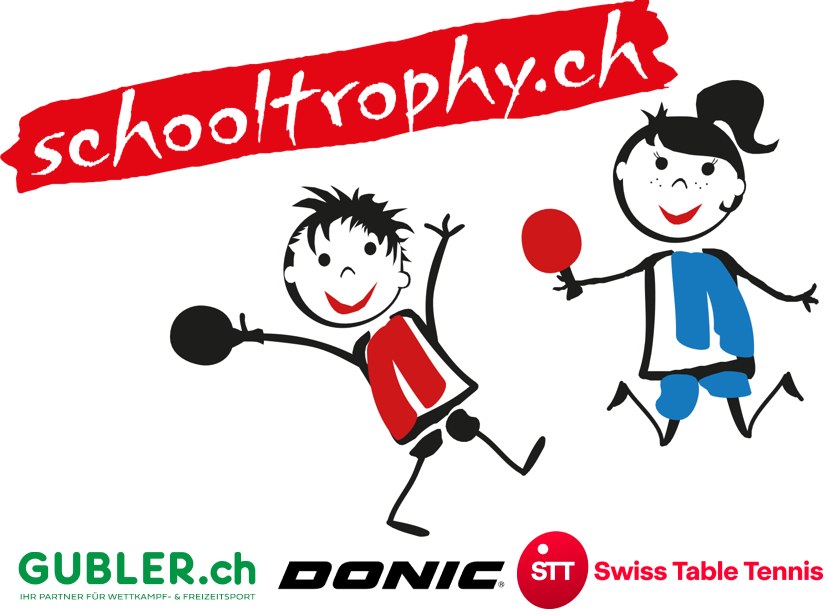 schooltrophy.ch
GUBLER.ch
IHR PARTNER FÜR WETTKAMPF- & FREIZEITSPORT
DONIC®
STT Swiss Table Tennis